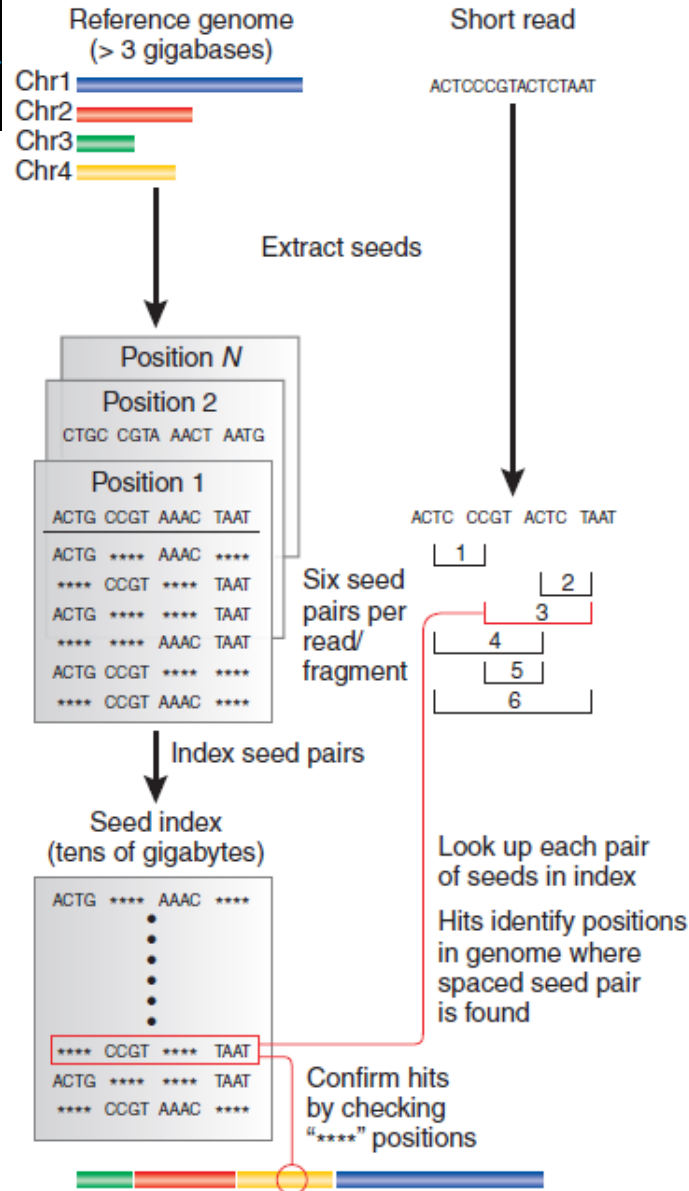 Reference genome
(> 3 gigabases)
Chr1
Chr2
Chr3
Chr4
Short read
ACTCCCGTACTCTAAT
Extract seeds
Position N
Position 2
CTGC CGTA AACT AATG
Position 1
ACTG CCGT AAAC TAAT
ACTG **** AAAC ****
**** CCGT **** TAAT
ACTG **** **** TAAT
**** **** AAAC TAAT
ACTG CCGT **** ****
**** CCGT AAAC ****
ACTC CCGT ACTC TAAT
1
2
3
4
5
6
Six seed
pairs per
read/
fragment
Index seed pairs
Seed index
(tens of gigabytes)
ACTG **** AAAC ****
**** CCGT **** TAAT
ACTG **** **** TAAT
**** CCGT AAAC ****
Look up each pair
of seeds in index
Hits identify positions
in genome where
spaced seed pair
is found
Confirm hits
by checking
“****” positions